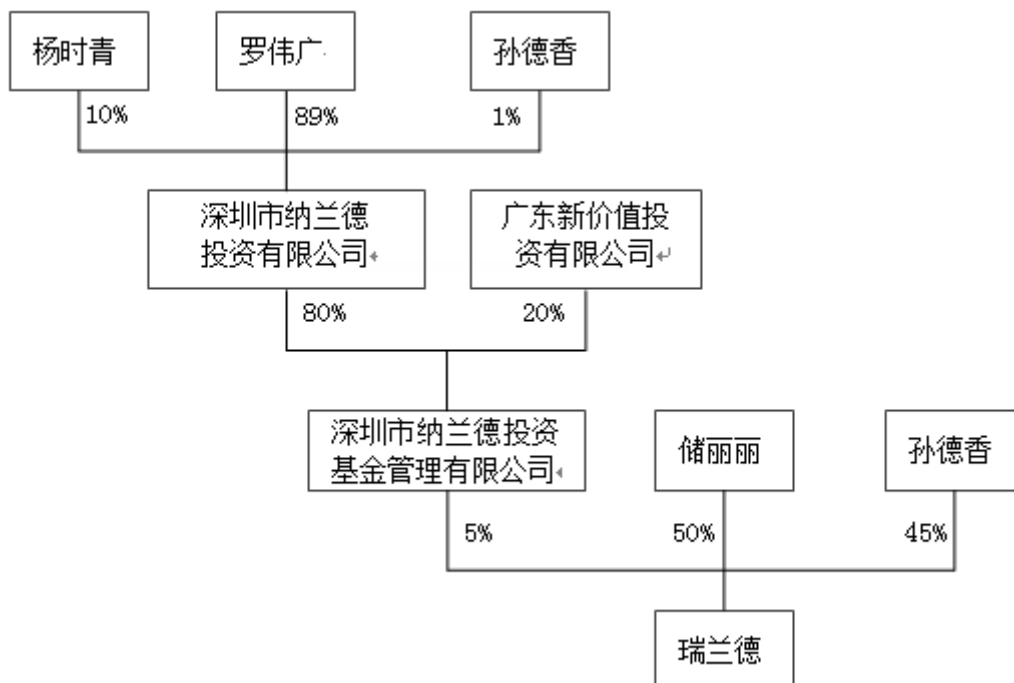 杨时青
罗伟广
孙德香
10%
89%
1%
深圳市纳兰德
投资有限公司
广东新价值投
资有限公司
80%
20%
深圳市纳兰德投资
基金管理有限公司
储丽丽
孙德香
5%
50%
45%
瑞兰德